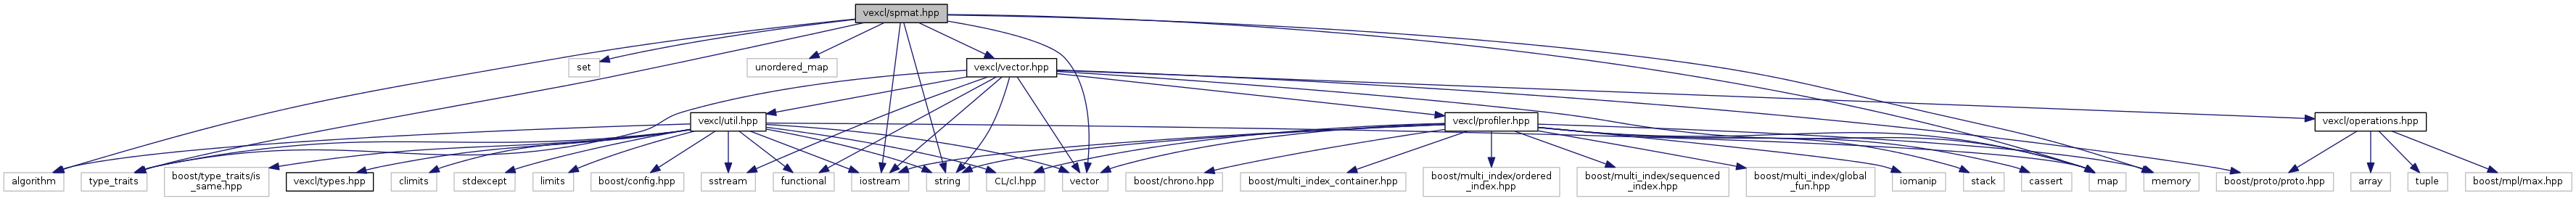 vexcl/spmat.hpp
set
unordered_map
vexcl/vector.hpp
vexcl/util.hpp
vexcl/profiler.hpp
vexcl/operations.hpp
algorithm
type_traits
boost/type_traits/is
_same.hpp
vexcl/types.hpp
climits
stdexcept
limits
boost/config.hpp
sstream
functional
iostream
string
CL/cl.hpp
vector
boost/chrono.hpp
boost/multi_index_container.hpp
boost/multi_index/ordered
_index.hpp
boost/multi_index/sequenced
_index.hpp
boost/multi_index/global
_fun.hpp
iomanip
stack
cassert
map
memory
boost/proto/proto.hpp
array
tuple
boost/mpl/max.hpp